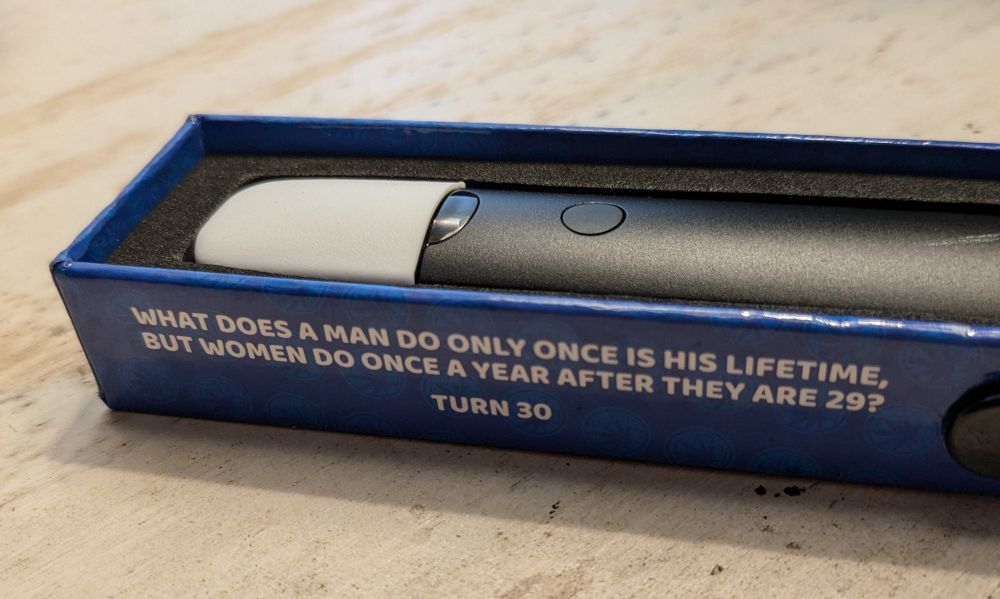 WHAT DOES A MAN DO ONLY ONCE IS HIS LIFETIME,
BUT WOMEN DO ONCE A YEAR AFTER THEY ARE 29?
TURN 30